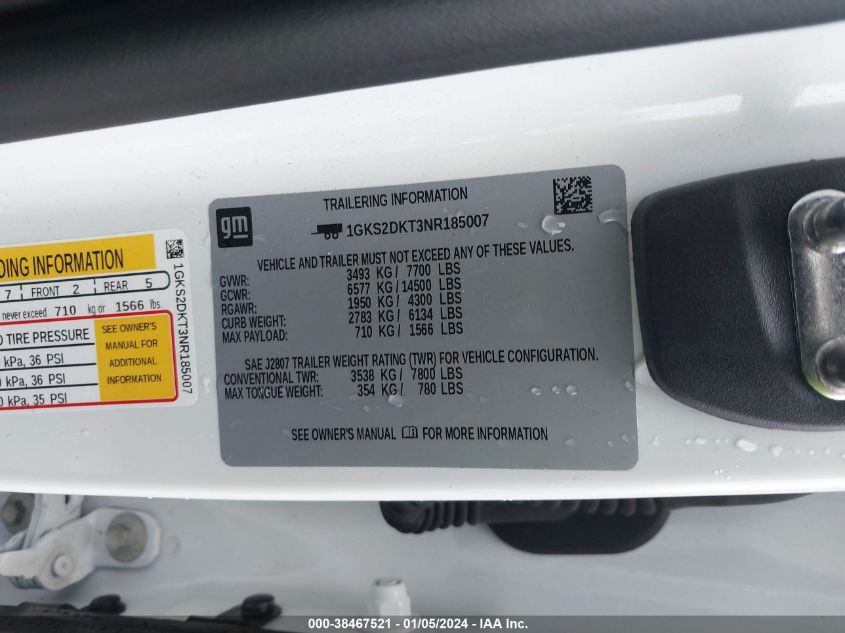 DING INFORMATION
7 FRONT 2 REAR 5
never exceed 710 kg or 1566 lbs.
TIRE PRESSURE
kPa, 36 PSI
kPa, 36 PSI
kPa, 35 PSI
SEE OWNER'S
MANUAL FOR
ADDITIONAL
INFORMATION
1GKS2DKT3NR185007
gm
TRAILERING INFORMATION
1GKS2DKT3NR185007
VEHICLE AND TRAILER MUST NOT EXCEED ANY OF THESE VALUES.
GVWR: 3493 KG / 7700 LBS
GCWR: 6577 KG / 14500 LBS
RGAWR: 1950 KG / 4300 LBS
CURB WEIGHT: 2783 KG / 6134 LBS
MAX PAYLOAD: 710 KG / 1566 LBS
SAE J2807 TRAILER WEIGHT RATING (TWR) FOR VEHICLE CONFIGURATION.
CONVENTIONAL TWR: 3538 KG / 7800 LBS
MAX TONGUE WEIGHT: 354 KG / 780 LBS
SEE OWNER'S MANUAL FOR MORE INFORMATION
000-38467521 - 01/05/2024 - IAA Inc.